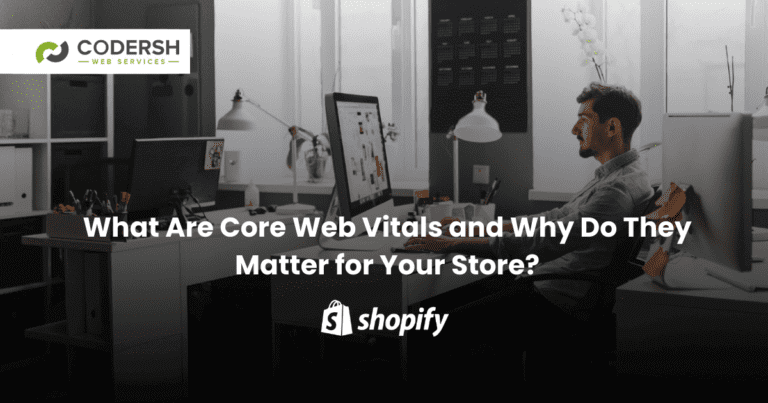 CODERSH
WEB SERVICES
What Are Core Web Vitals and Why Do They
Matter for Your Store?
shopify